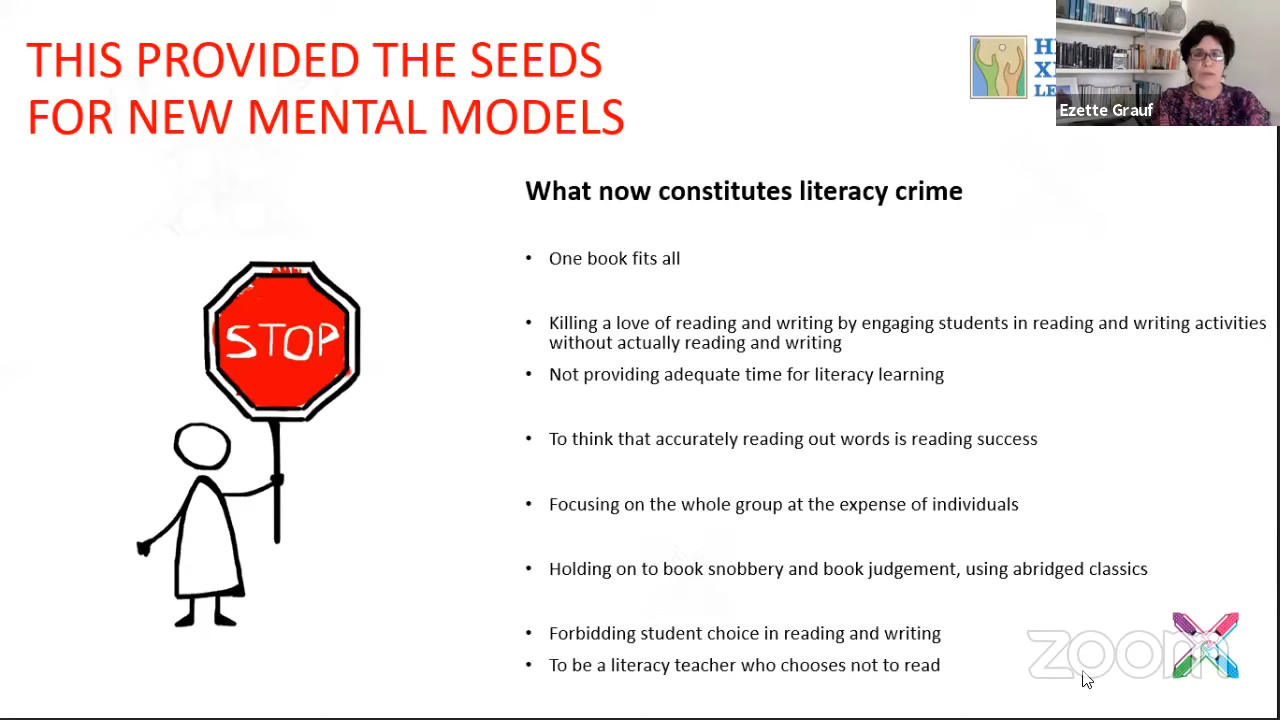 THIS PROVIDED THE SEEDS
FOR NEW MENTAL MODELS
Ezette Grauf
What now constitutes literacy crime
• One book fits all
• Killing a love of reading and writing by engaging students in reading and writing activities
without actually reading and writing
• Not providing adequate time for literacy learning
• To think that accurately reading out words is reading success
• Focusing on the whole group at the expense of individuals
• Holding on to book snobbery and book judgement, using abridged classics
• Forbidding student choice in reading and writing
• To be a literacy teacher who chooses not to read
STOP
zoom